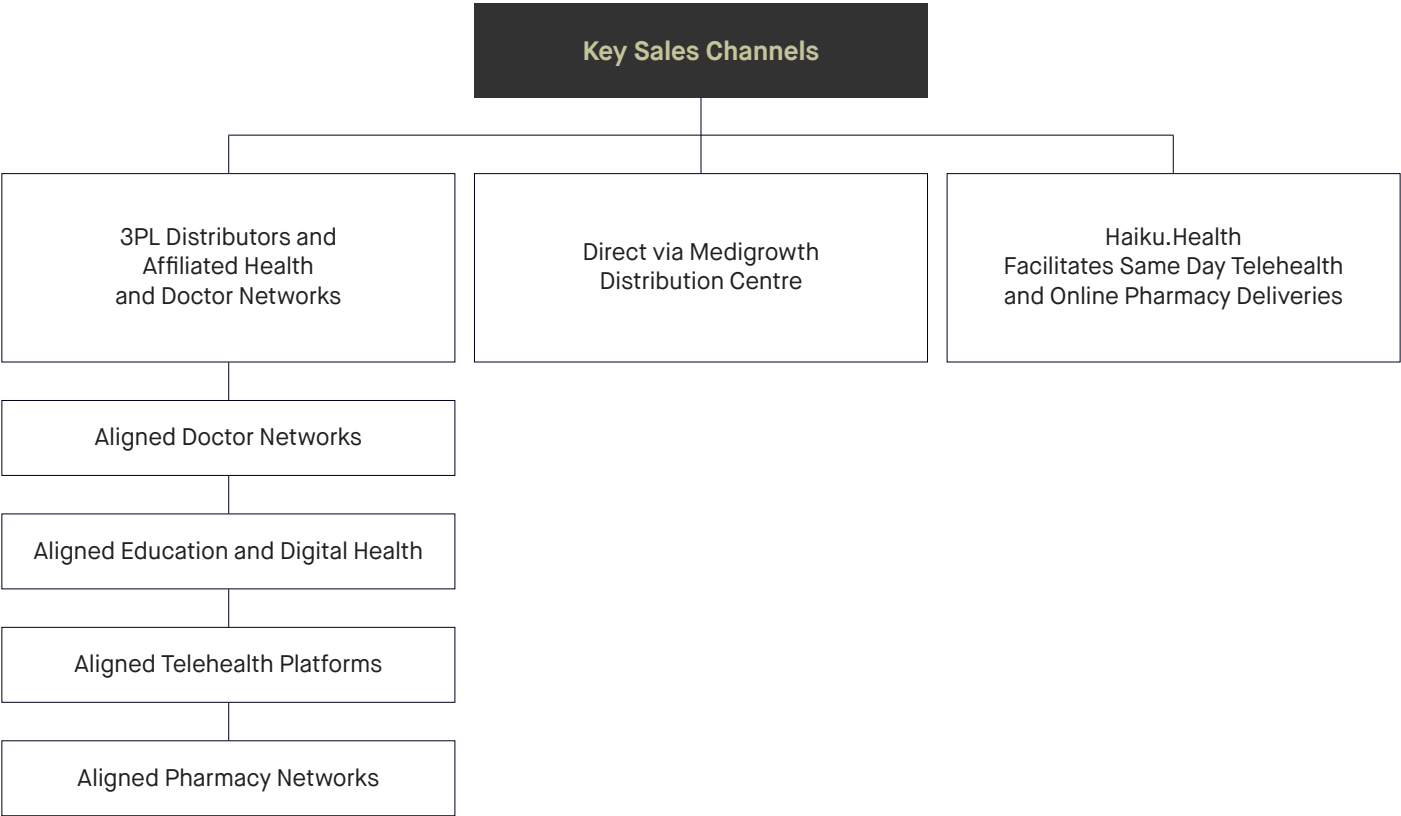 Key Sales Channels
3PL Distributors and
Affiliated Health
and Doctor Networks
Direct via Medigrowth
Distribution Centre
Haiku.Health
Facilitates Same Day Telehealth
and Online Pharmacy Deliveries
Aligned Doctor Networks
Aligned Education and Digital Health
Aligned Telehealth Platforms
Aligned Pharmacy Networks